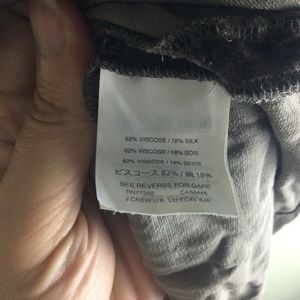 82% VISCOSE / 18% SILK
82% VISCOSE / 18% SOIE
82% VISKOSE / 18% SEIDE
ビスコース 82% / 絹 18%
SEE REVERSE FOR CARE
RN77388
J.CREW U.K. Ltd EC4V 6JA